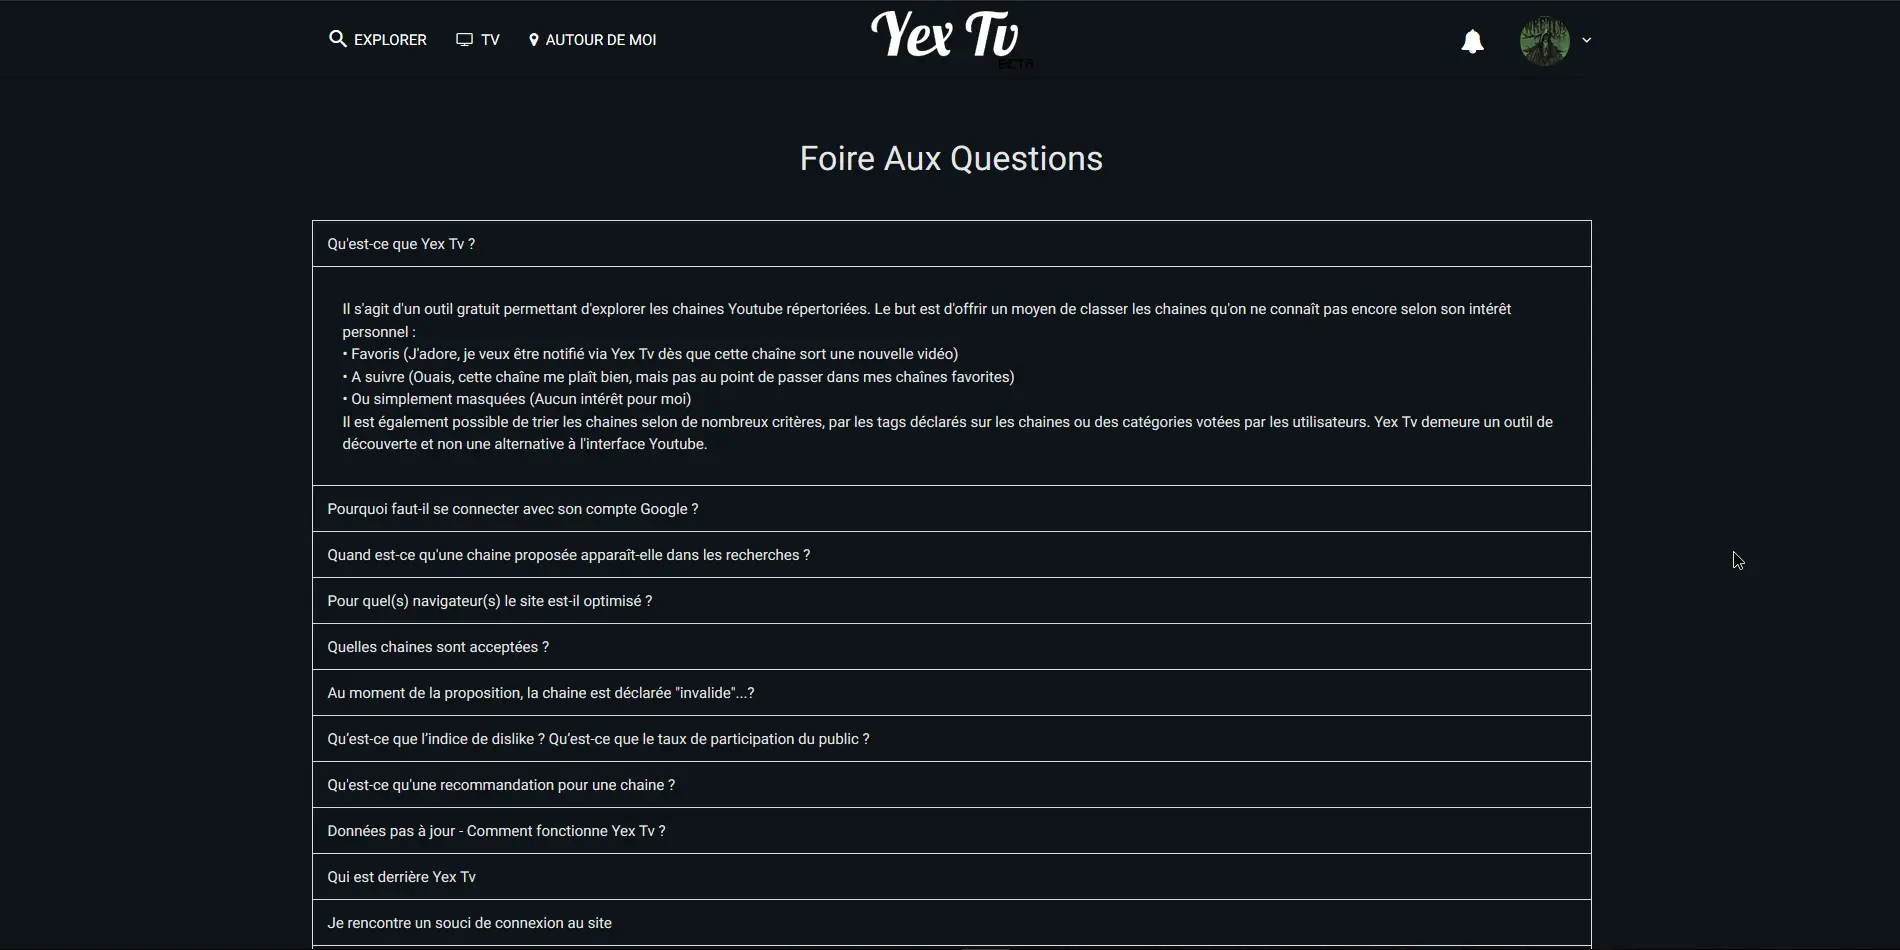 EXPLORER TV AUTOUR DE MOI
Yex Tv
BETA
Foire Aux Questions
Qu'est-ce que Yex Tv ?
Il s'agit d'un outil gratuit permettant d'explorer les chaines Youtube répertoriées. Le but est d'offrir un moyen de classer les chaines qu'on ne connaît pas encore selon son intérêt
personnel :
• Favoris (J'adore, je veux être notifié via Yex Tv dès que cette chaîne sort une nouvelle vidéo)
• A suivre (Ouais, cette chaîne me plaît bien, mais pas au point de passer dans mes chaînes favorites)
• Ou simplement masquées (Aucun intérêt pour moi)
Il est également possible de trier les chaines selon de nombreux critères, par les tags déclarés sur les chaines ou des catégories votées par les utilisateurs. Yex Tv demeure un outil de
découverte et non une alternative à l'interface Youtube.
Pourquoi faut-il se connecter avec son compte Google ?
Quand est-ce qu'une chaine proposée apparaît-elle dans les recherches ?
Pour quel(s) navigateur(s) le site est-il optimisé ?
Quelles chaines sont acceptées ?
Au moment de la proposition, la chaine est déclarée "invalide"...?
Qu’est-ce que l’indice de dislike ? Qu’est-ce que le taux de participation du public ?
Qu'est-ce qu'une recommandation pour une chaine ?
Données pas à jour - Comment fonctionne Yex Tv ?
Qui est derrière Yex Tv
Je rencontre un souci de connexion au site